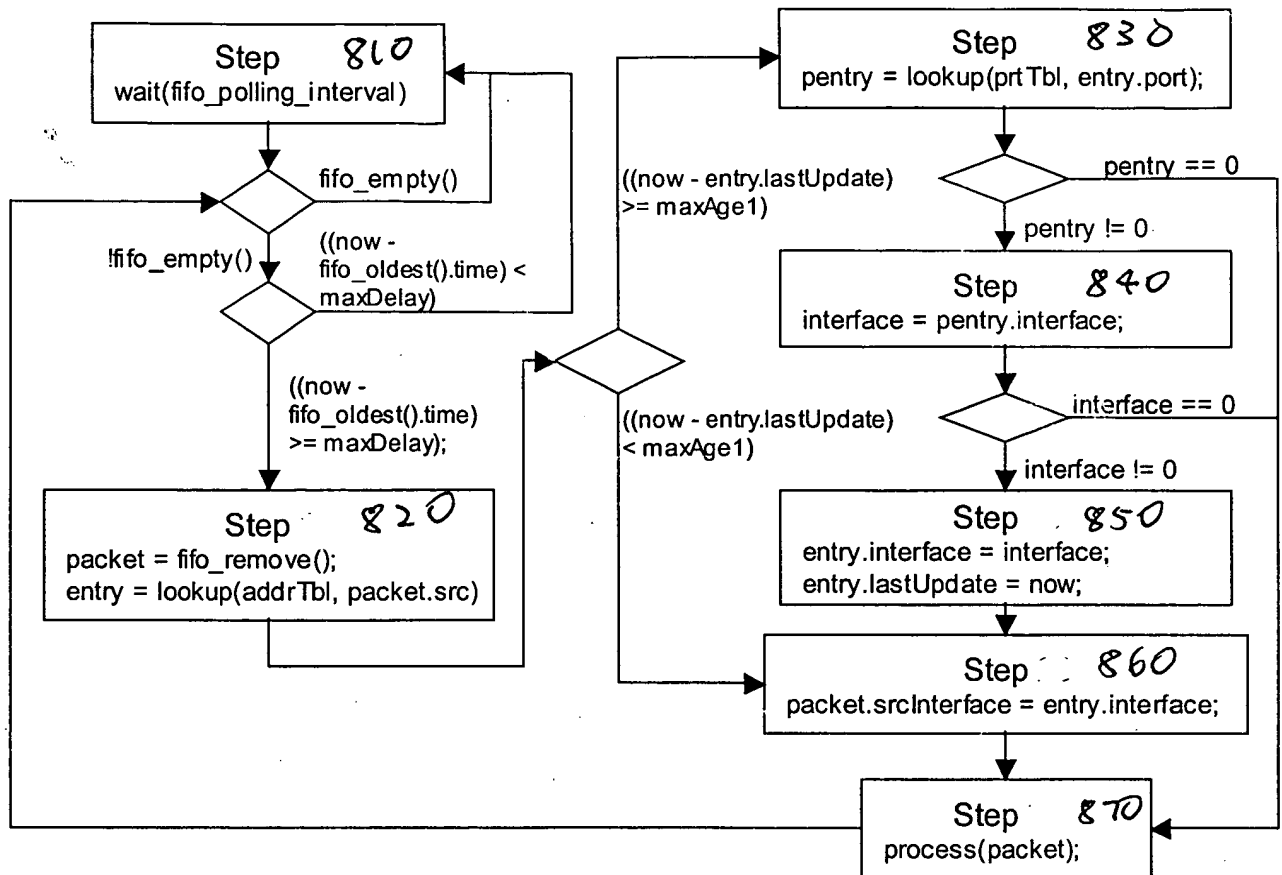 Step 810
wait(fifo_polling_interval)
fifo_empty()
!fifo_empty()
((now -
fifo_oldest().time) <
maxDelay)
((now -
fifo_oldest().time)
>= maxDelay);
Step 820
packet = fifo_remove();
entry = lookup(addrTbl, packet.src)
((now - entry.lastUpdate)
>= maxAge1)
((now - entry.lastUpdate)
< maxAge1)
Step 830
pentry = lookup(prtTbl, entry.port);
pentry == 0
pentry != 0
Step 840
interface = pentry.interface;
interface == 0
interface != 0
Step 850
entry.interface = interface;
entry.lastUpdate = now;
Step 860
packet.srcInterface = entry.interface;
Step 870
process(packet);